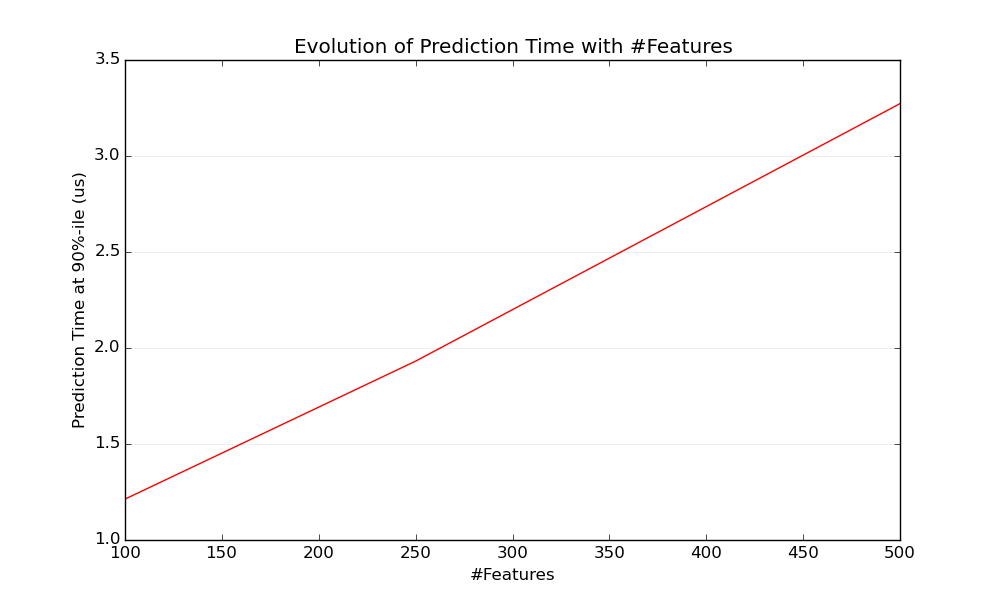 Evolution of Prediction Time with #Features
Prediction Time at 90%-ile (us)
3.5
3.0
2.5
2.0
1.5
1.0
100 150 200 250 300 350 400 450 500
#Features